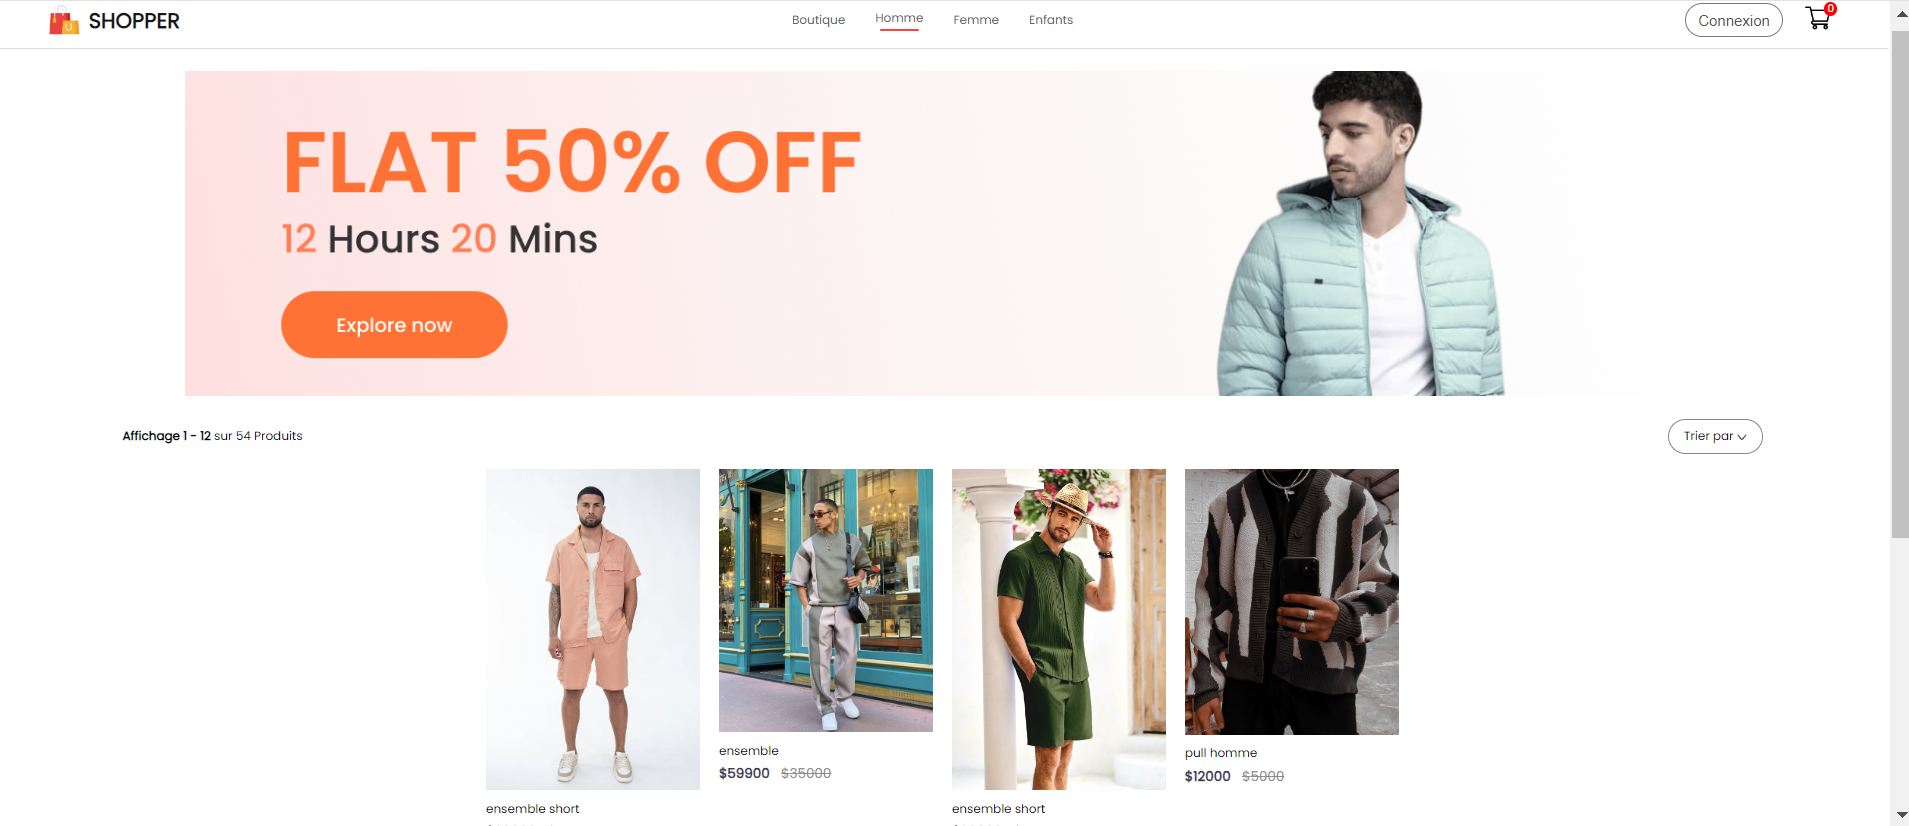 SHOPPER
Boutique Homme Femme Enfants
Connexion
0
FLAT 50% OFF
12 Hours 20 Mins
Explore now
Affichage 1 - 12 sur 54 Produits
Trier par
ensemble
$59900 $35000
pull homme
$12000 $5000
ensemble short
ensemble short